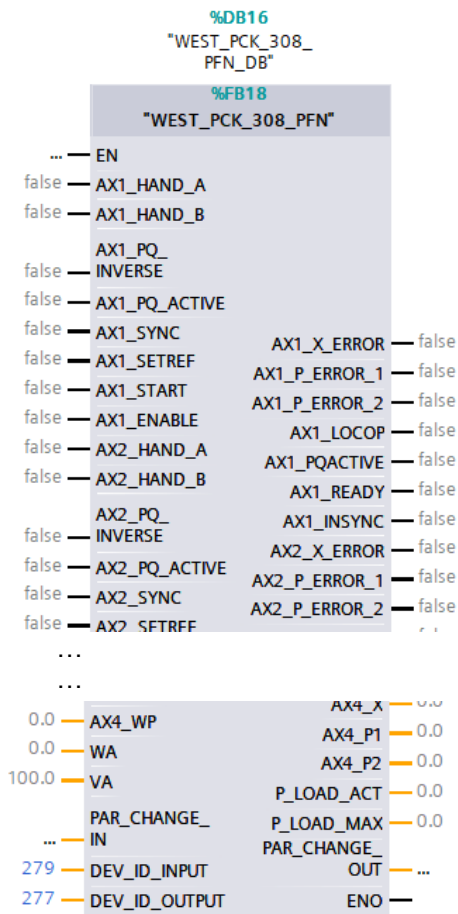 %DB16
"WEST_PCK_308_
PFN_DB"
%FB18
"WEST_PCK_308_PFN"
... EN
false AX1_HAND_A
false AX1_HAND_B
AX1_PQ_
false INVERSE
false AX1_PQ_ACTIVE
false AX1_SYNC
AX1_X_ERROR false
false AX1_SETREF
AX1_P_ERROR_1 false
false AX1_START
AX1_P_ERROR_2 false
false AX1_ENABLE
AX1_LOCOP false
false AX2_HAND_A
AX1_PQACTIVE false
false AX2_HAND_B
AX1_READY false
AX2_PQ_
AX1_INSYNC false
false INVERSE
AX2_X_ERROR false
false AX2_PQ_ACTIVE
AX2_P_ERROR_1 false
false AX2_SYNC
AX2_P_ERROR_2 false
false AX2_SETREF
...
...
AX4_X 0.0
0.0 AX4_WP
AX4_P1 0.0
0.0 WA
AX4_P2 0.0
100.0 VA
P_LOAD_ACT 0.0
PAR_CHANGE_
P_LOAD_MAX 0.0
... IN
PAR_CHANGE_
OUT ...
279 DEV_ID_INPUT
277 DEV_ID_OUTPUT
ENO